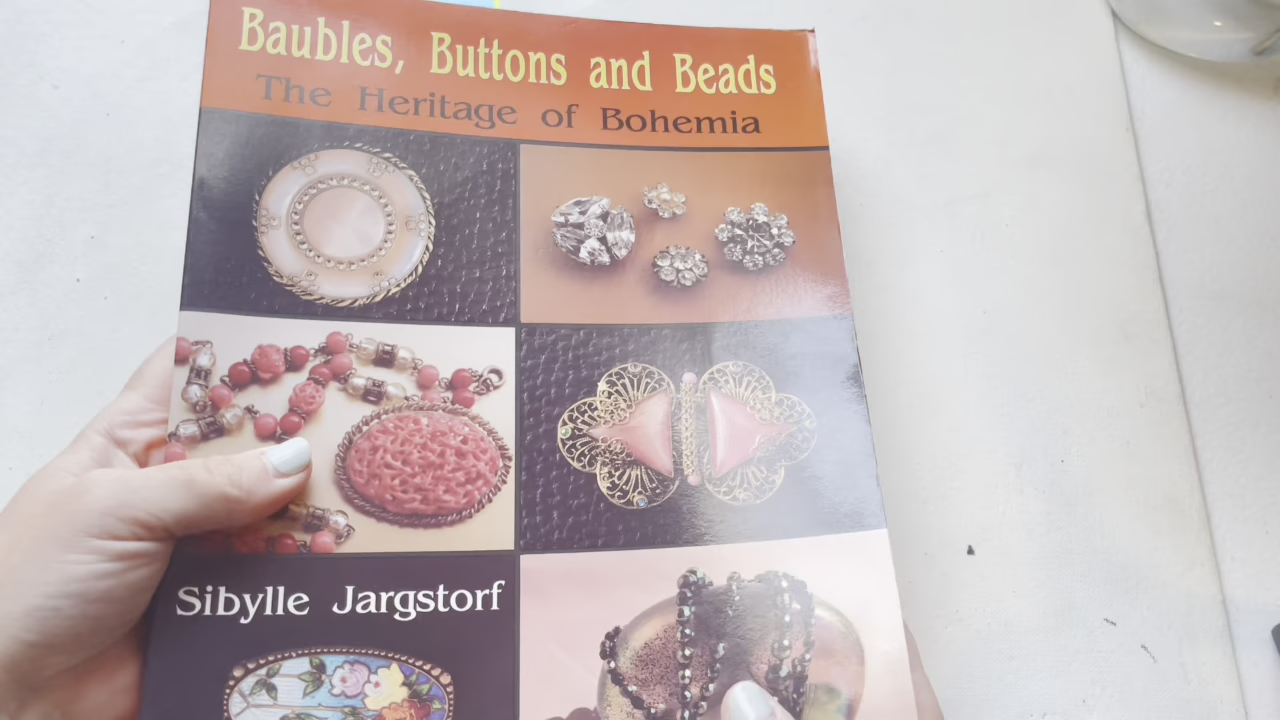 Baubles, Buttons and Beads
The Heritage of Bohemia
Sibylle Jargstorf